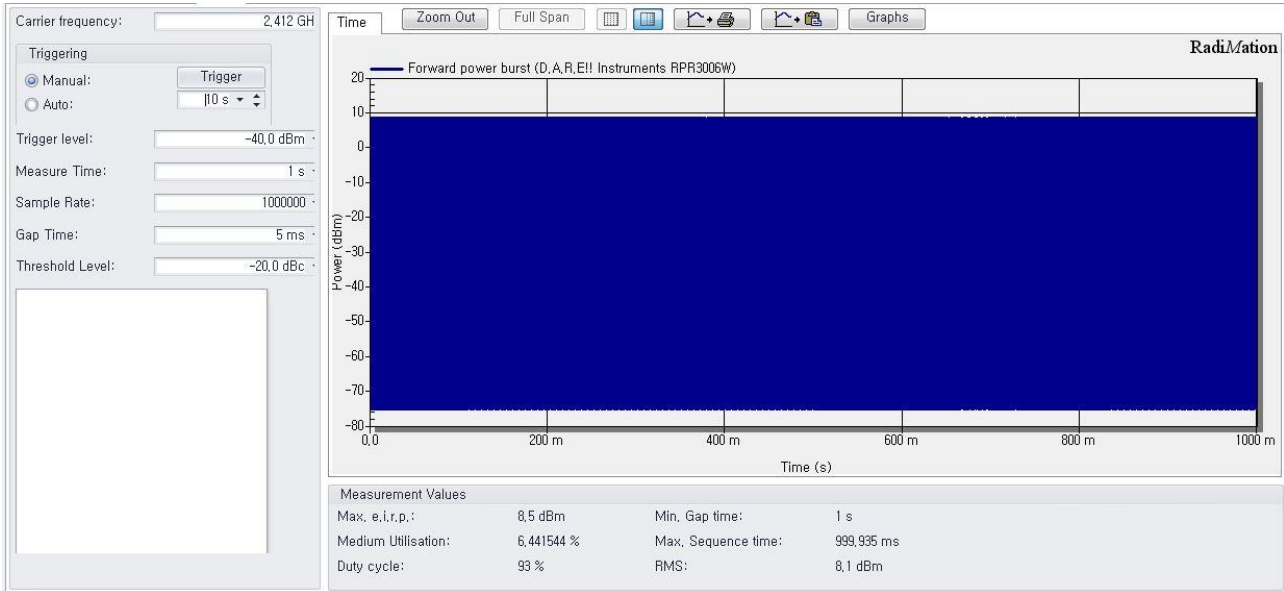 Carrier frequency: 2,412 GH
Triggering
Manual: Trigger
Auto: 10 s
Trigger level: -40,0 dBm
Measure Time: 1 s
Sample Rate: 1000000
Gap Time: 5 ms
Threshold Level: -20,0 dBc
Time Zoom Out Full Span Graphs
RadiMation
Forward power burst (D,A,R,E!! Instruments RPR3006W)
Power (dBm)
20
10
0
-10
-20
-30
-40
-50
-60
-70
-80
0,0 200 m 400 m 600 m 800 m 1000 m
Time (s)
Measurement Values
Max, e,i,r,p,: 8,5 dBm Min, Gap time: 1 s
Medium Utilisation: 6,441544 % Max, Sequence time: 999,935 ms
Duty cycle: 93 % RMS: 8,1 dBm